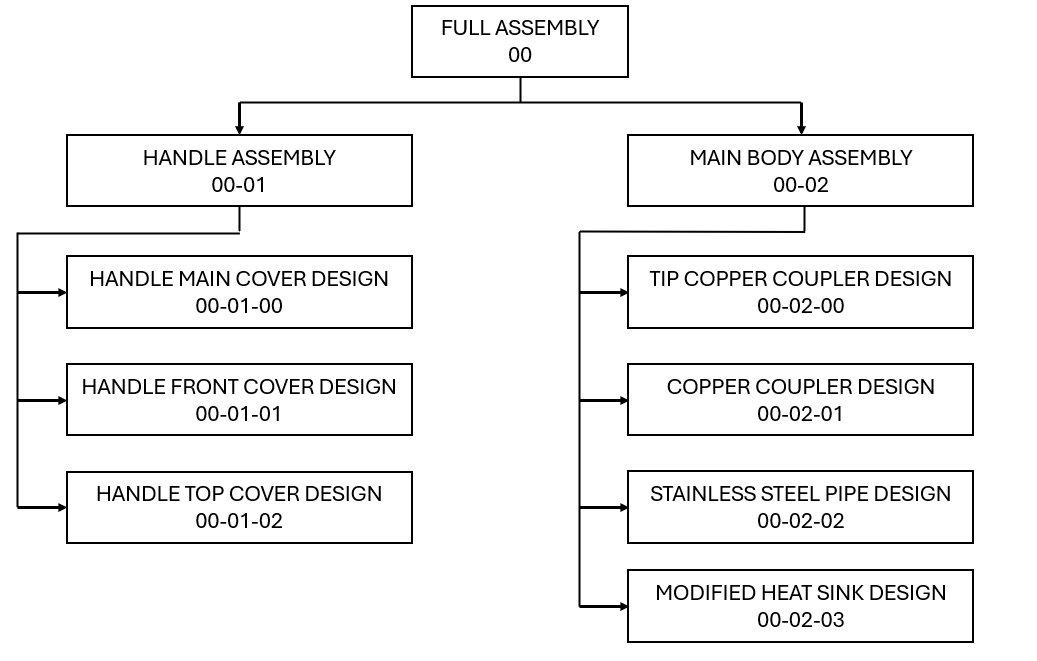 FULL ASSEMBLY
00
HANDLE ASSEMBLY
00-01
MAIN BODY ASSEMBLY
00-02
HANDLE MAIN COVER DESIGN
00-01-00
HANDLE FRONT COVER DESIGN
00-01-01
HANDLE TOP COVER DESIGN
00-01-02
TIP COPPER COUPLER DESIGN
00-02-00
COPPER COUPLER DESIGN
00-02-01
STAINLESS STEEL PIPE DESIGN
00-02-02
MODIFIED HEAT SINK DESIGN
00-02-03